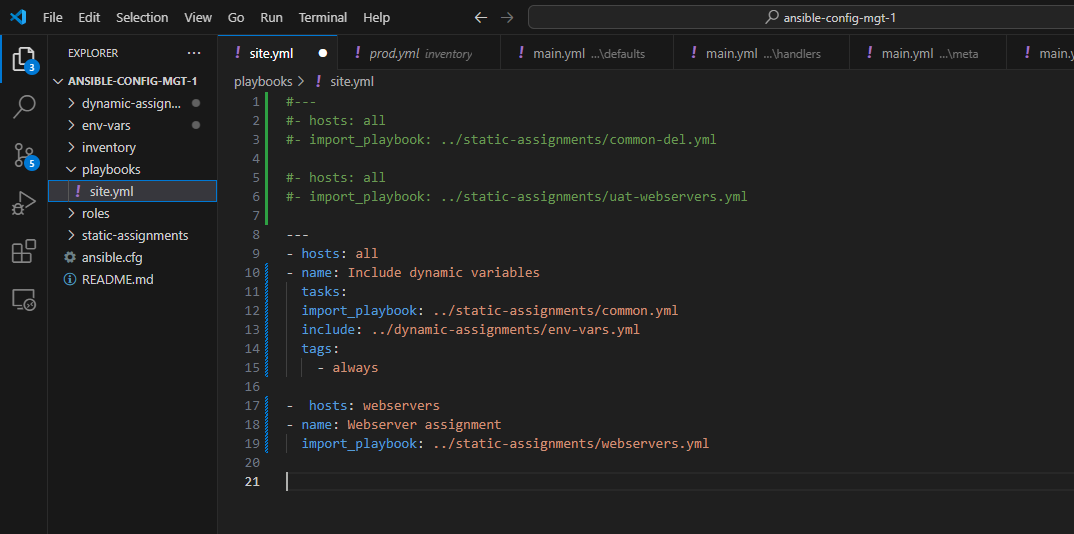 File Edit Selection View Go Run Terminal Help ← → ansible-config-mgt-1
EXPLORER ...
3
5
ANSIBLE-CONFIG-MGT-1
dynamic-assign...
env-vars
inventory
playbooks
! site.yml
roles
static-assignments
ansible.cfg
README.md
! site.yml ! prod.yml inventory ! main.yml ...\defaults ! main.yml ...\handlers ! main.yml ...\meta !
playbooks > ! site.yml
1 #---
2 #- hosts: all
3 #- import_playbook: ../static-assignments/common-del.yml
4
5 #- hosts: all
6 #- import_playbook: ../static-assignments/uat-webservers.yml
7
8 ---
9 - hosts: all
10 - name: Include dynamic variables
11   tasks:
12   import_playbook: ../static-assignments/common.yml
13   include: ../dynamic-assignments/env-vars.yml
14   tags:
15     - always
16
17 -  hosts: webservers
18 - name: Webserver assignment
19   import_playbook: ../static-assignments/webservers.yml
20
21